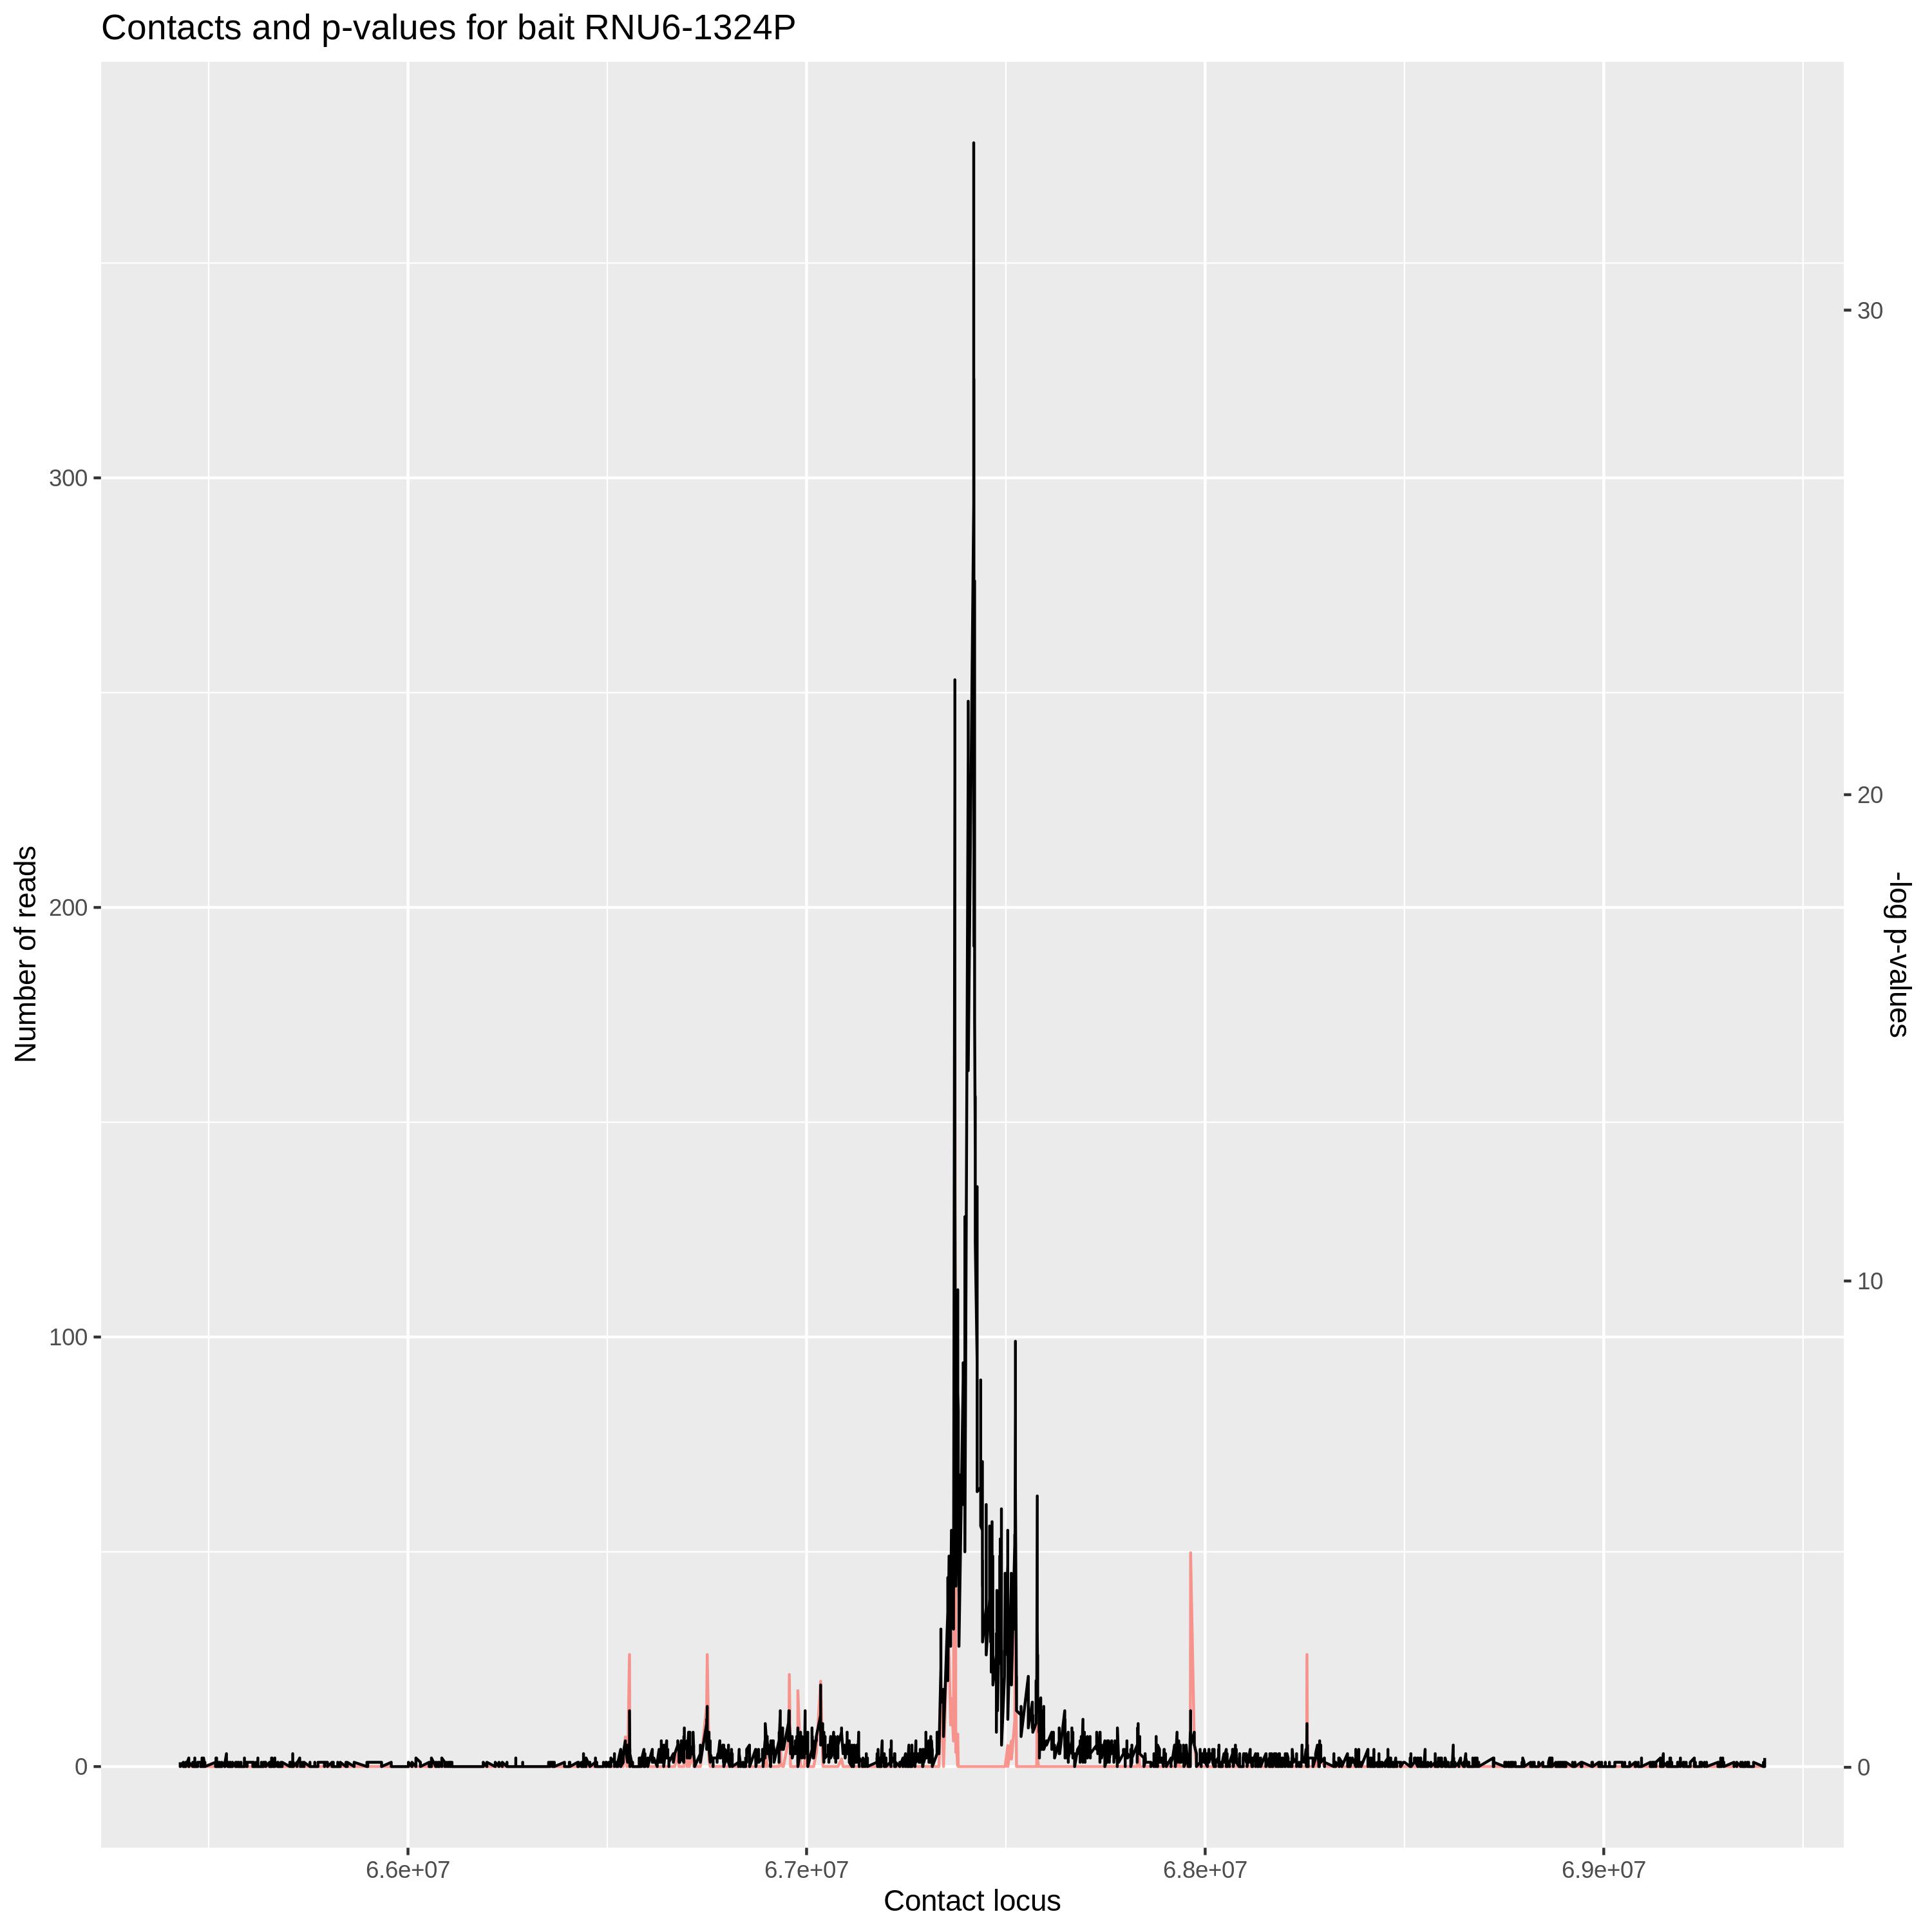 Contacts and p-values for bait RNU6-1324P
300
200
100
0
Number of reads
30
20
10
0
-log p-values
6.6e+07 6.7e+07 6.8e+07 6.9e+07
Contact locus